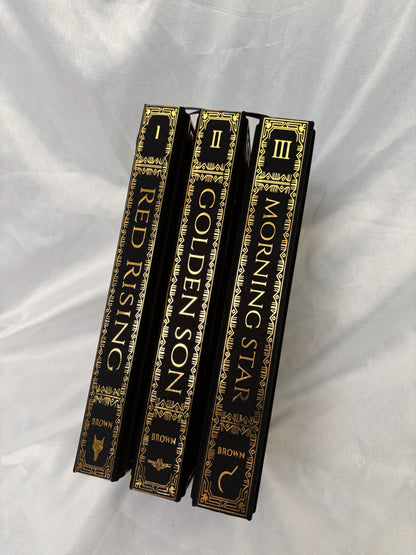 I
RED RISING
BROWN
II
GOLDEN SON
BROWN
III
MORNING STAR
BROWN